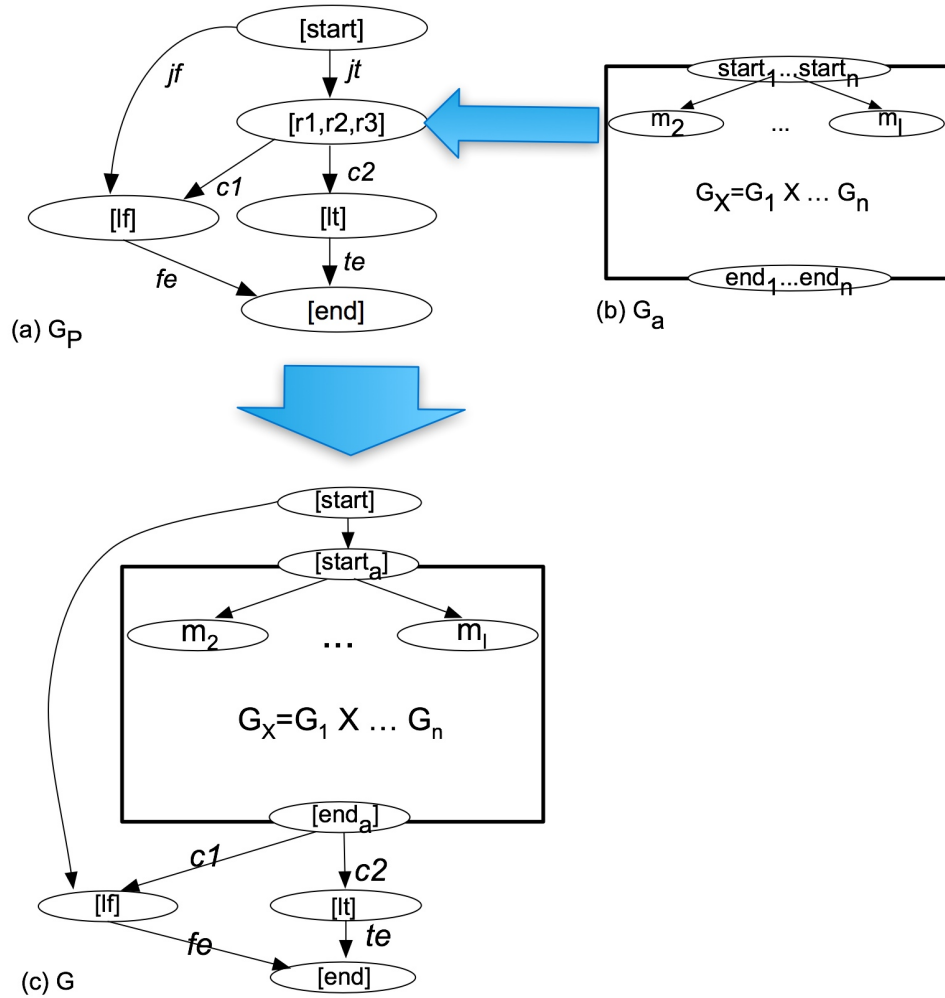 [start]
jf
jt
[r1,r2,r3]
c1
c2
[lf]
[lt]
fe
te
[end]
(a) GP
start1...startn
m2
...
ml
GX=G1 X ... Gn
end1...endn
(b) Ga
[start]
[starta]
m2
...
ml
GX=G1 X ... Gn
[enda]
c1
c2
[lf]
[lt]
fe
te
[end]
(c) G